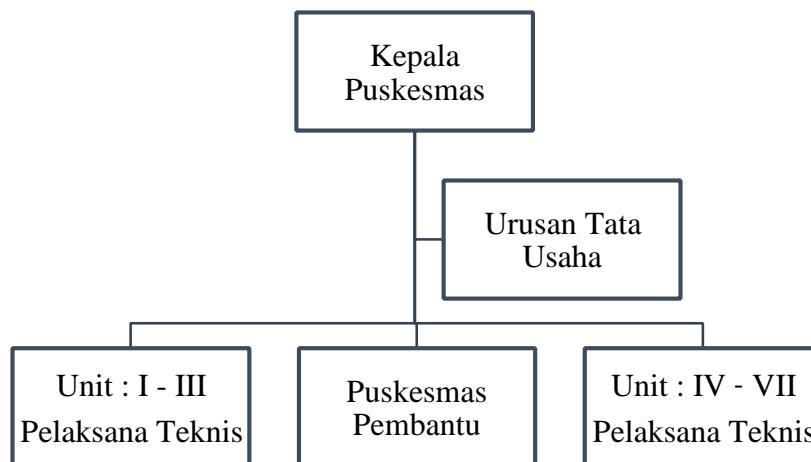 Kepala
Puskesmas
Urusan Tata
Usaha
Unit : I - III
Pelaksana Teknis
Puskesmas
Pembantu
Unit : IV - VII
Pelaksana Teknis